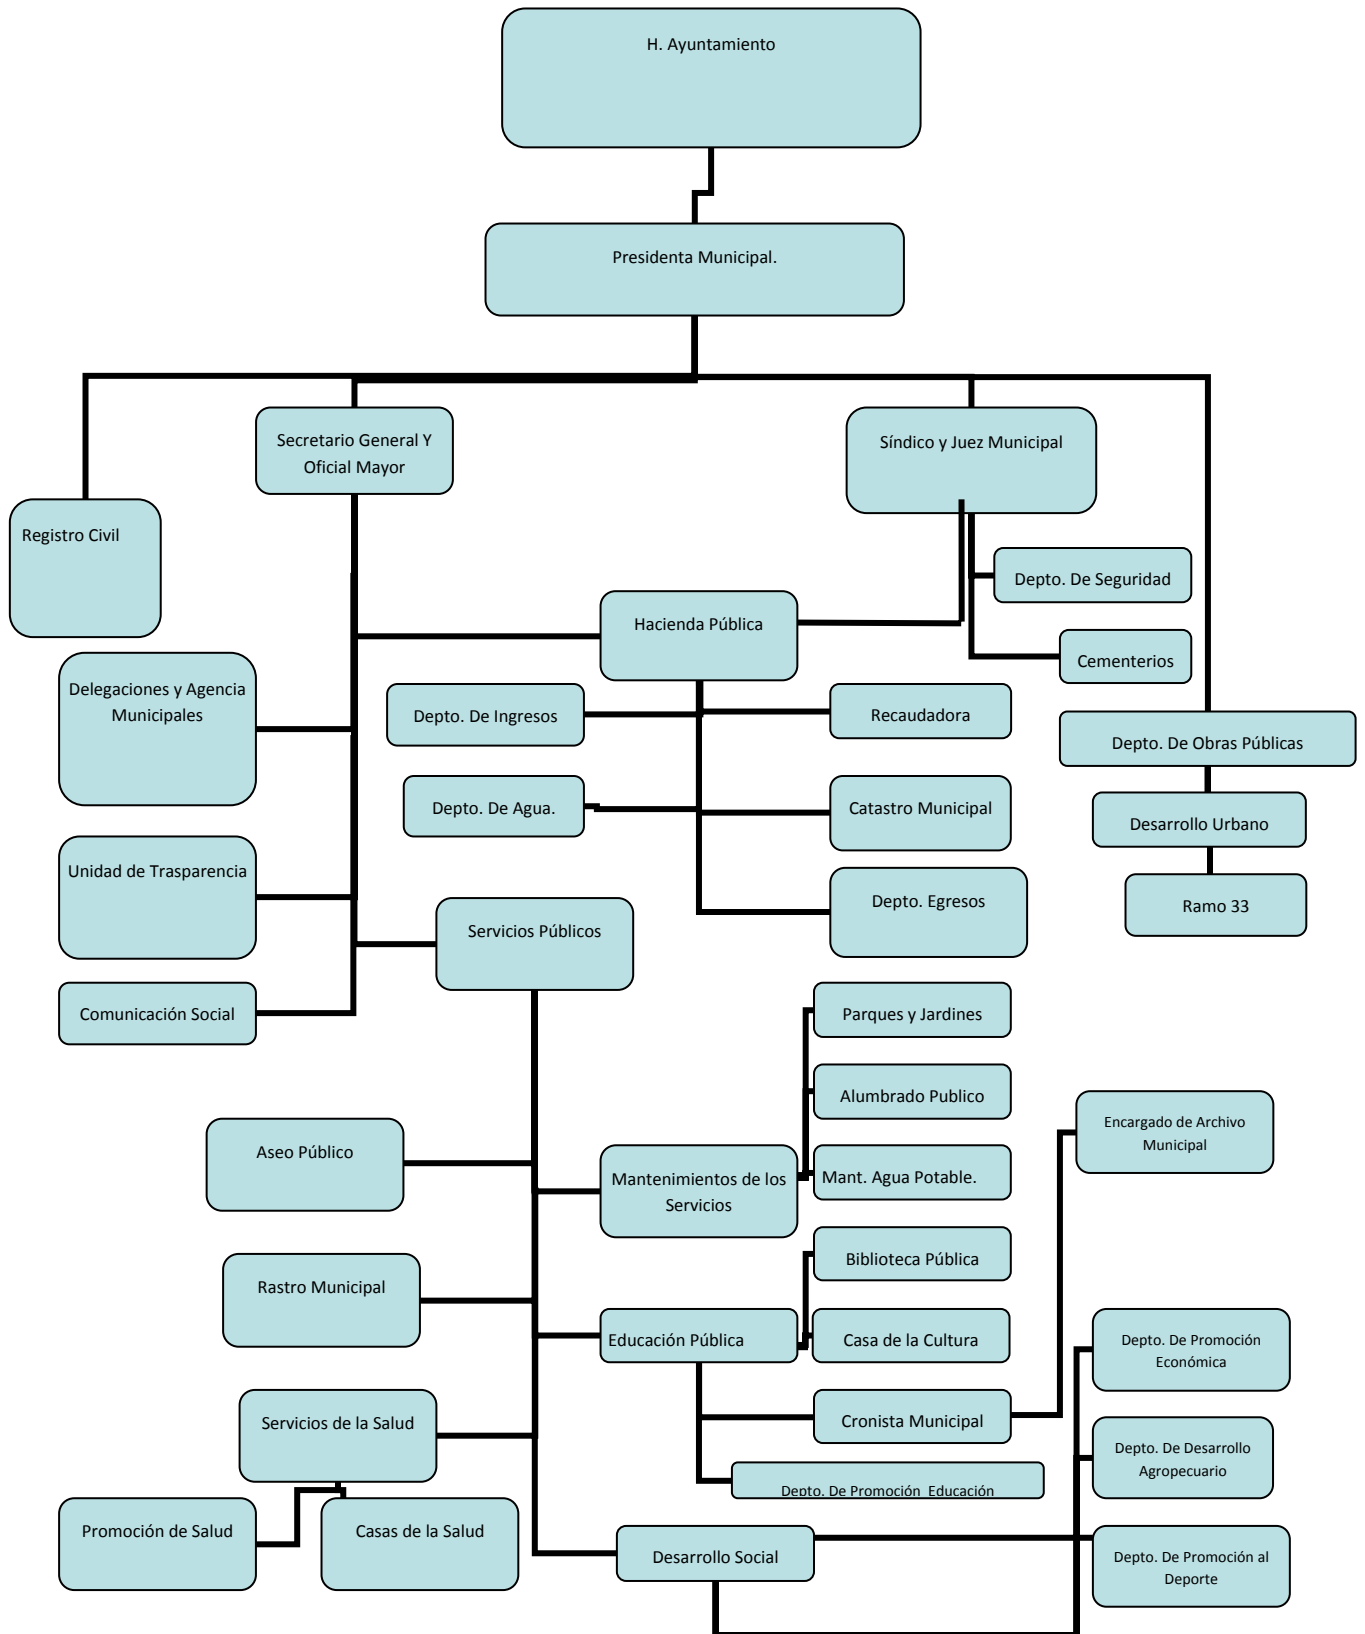 H. Ayuntamiento
Presidenta Municipal.
Secretario General Y
Oficial Mayor
Síndico y Juez Municipal
Registro Civil
Depto. De Seguridad
Hacienda Pública
Cementerios
Delegaciones y Agencia
Municipales
Depto. De Ingresos
Recaudadora
Depto. De Obras Públicas
Depto. De Agua.
Catastro Municipal
Desarrollo Urbano
Unidad de Trasparencia
Depto. Egresos
Ramo 33
Servicios Públicos
Comunicación Social
Parques y Jardines
Alumbrado Publico
Encargado de Archivo
Municipal
Aseo Público
Mantenimientos de los
Servicios
Mant. Agua Potable.
Biblioteca Pública
Rastro Municipal
Educación Pública
Casa de la Cultura
Depto. De Promoción
Económica
Servicios de la Salud
Cronista Municipal
Depto. De Desarrollo
Agropecuario
Depto. De Promoción Educación
Promoción de Salud
Casas de la Salud
Desarrollo Social
Depto. De Promoción al
Deporte